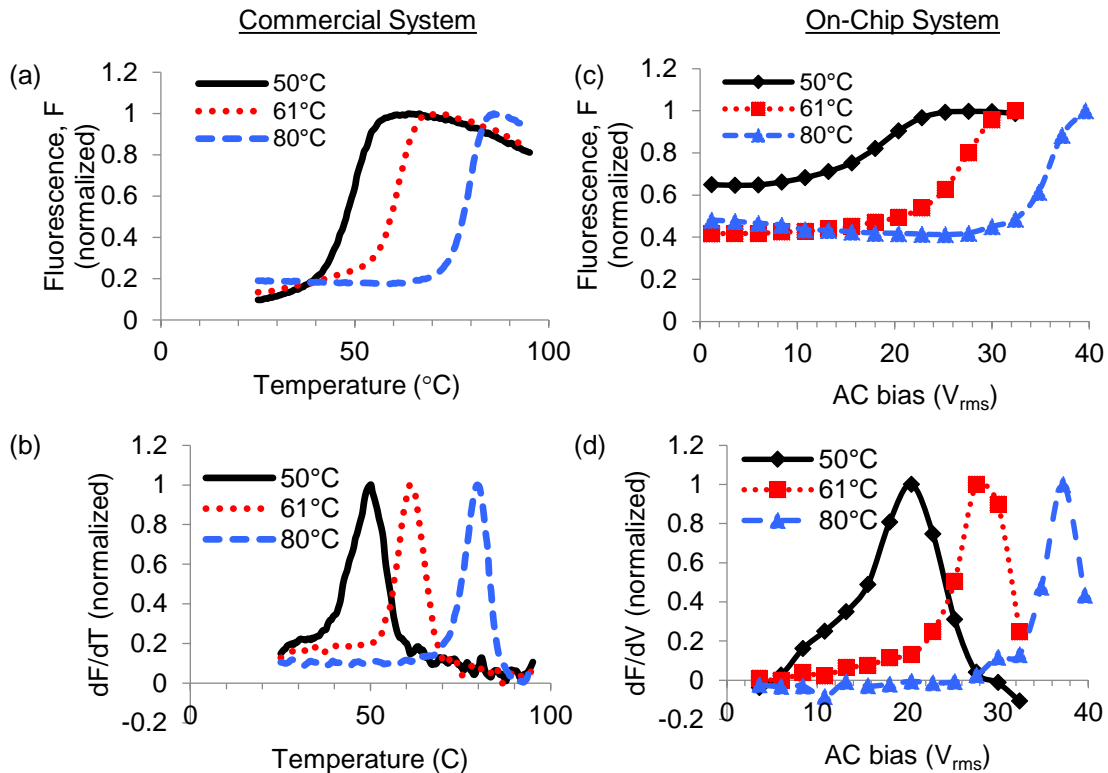 Commercial System
On-Chip System
(a)
Fluorescence, F
(normalized)
1.2
1
0.8
0.6
0.4
0.2
0
50°C
61°C
80°C
0
50
100
Temperature (°C)
(c)
Fluorescence, F
(normalized)
1.2
1
0.8
0.6
0.4
0.2
0
50°C
61°C
80°C
0
10
20
30
40
AC bias (Vrms)
(b)
dF/dT (normalized)
1.2
1
0.8
0.6
0.4
0.2
0
-0.2
50°C
61°C
80°C
0
50
100
Temperature (C)
(d)
dF/dV (normalized)
1.2
1
0.8
0.6
0.4
0.2
0
-0.2
50°C
61°C
80°C
0
10
20
30
40
AC bias (Vrms)